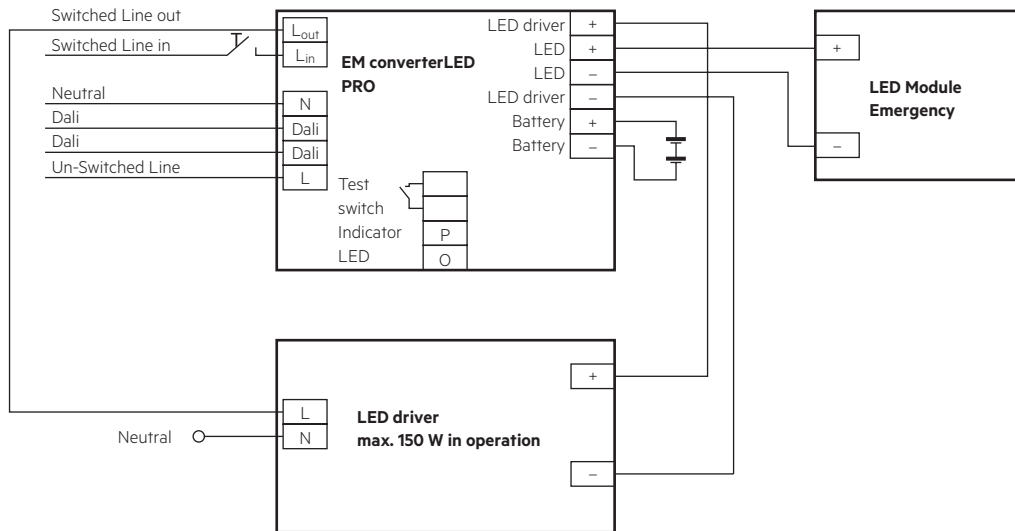 Switched Line out
Switched Line in
Neutral
Dali
Dali
Un-Switched Line
Lout
Lin
N
Dali
Dali
L
EM converterLED
PRO
Test
switch
Indicator
LED
P
O
LED driver +
LED +
LED –
LED driver –
Battery +
Battery –
+
–
LED Module
Emergency
L
N
Neutral
LED driver
max. 150 W in operation
+
–